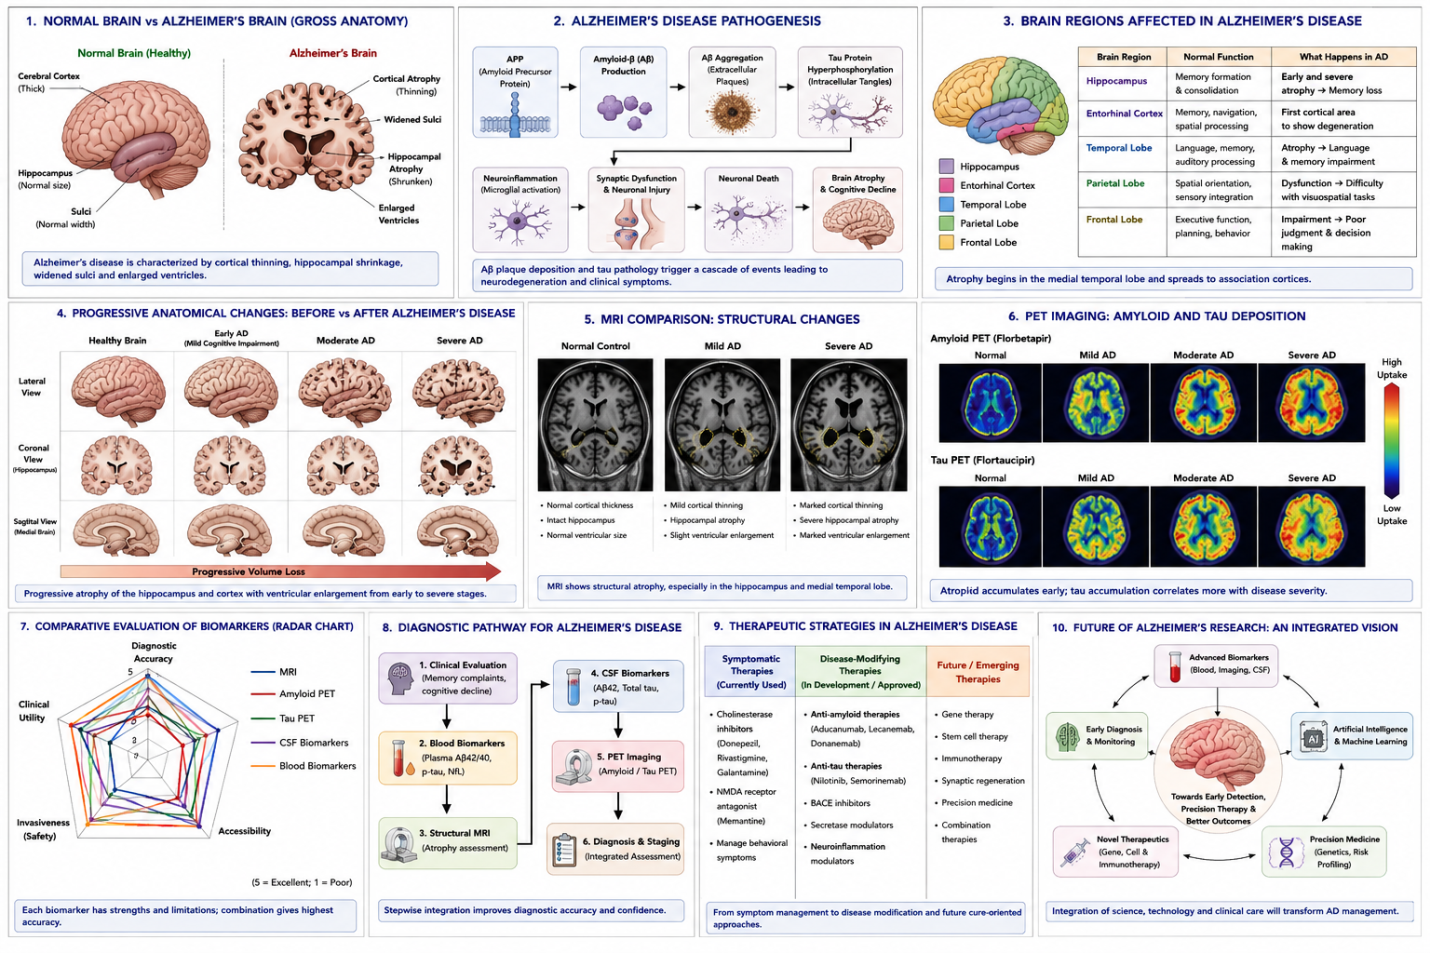 1. NORMAL BRAIN vs ALZHEIMER'S BRAIN (GROSS ANATOMY)
Normal Brain (Healthy)
Alzheimer's Brain
Cerebral Cortex
(Thick)
Hippocampus
(Normal size)
Sulci
(Normal width)
Cortical Atrophy
(Thinning)
Widened Sulci
Hippocampal
Atrophy
(Shrunken)
Enlarged
Ventricles
Alzheimer's disease is characterized by cortical thinning, hippocampal shrinkage,
widened sulci and enlarged ventricles.
2. ALZHEIMER'S DISEASE PATHOGENESIS
APP
(Amyloid Precursor
Protein)
Amyloid-β (Aβ)
Production
Aβ Aggregation
(Extracellular
Plaques)
Tau Protein
Hyperphosphorylation
(Intracellular Tangles)
Neuroinflammation
(Microglial activation)
Synaptic Dysfunction
& Neuronal Injury
Neuronal Death
Brain Atrophy
& Cognitive Decline
Aβ plaque deposition and tau pathology trigger a cascade of events leading to
neurodegeneration and clinical symptoms.
3. BRAIN REGIONS AFFECTED IN ALZHEIMER'S DISEASE
Hippocampus
Entorhinal Cortex
Temporal Lobe
Parietal Lobe
Frontal Lobe
Brain Region Normal Function What Happens in AD
Hippocampus Memory formation Early and severe
& consolidation atrophy → Memory loss
Entorhinal Cortex Memory, navigation, First cortical area
spatial processing to show degeneration
Temporal Lobe Language, memory, Atrophy → Language
auditory processing & memory impairment
Parietal Lobe Spatial orientation, Dysfunction → Difficulty
sensory integration with visuospatial tasks
Frontal Lobe Executive function, Impairment → Poor
planning, behavior judgment & decision
making
Atrophy begins in the medial temporal lobe and spreads to association cortices.
4. PROGRESSIVE ANATOMICAL CHANGES: BEFORE vs AFTER ALZHEIMER'S DISEASE
Healthy Brain
Early AD
(Mild Cognitive Impairment)
Moderate AD
Severe AD
Lateral
View
Coronal
View
(Hippocampus)
Sagittal View
(Medial Brain)
Progressive Volume Loss
Progressive atrophy of the hippocampus and cortex with ventricular enlargement from early to severe stages.
5. MRI COMPARISON: STRUCTURAL CHANGES
Normal Control
Mild AD
Severe AD
• Normal cortical thickness
• Intact hippocampus
• Normal ventricular size
• Mild cortical thinning
• Hippocampal atrophy
• Slight ventricular enlargement
• Marked cortical thinning
• Severe hippocampal atrophy
• Marked ventricular enlargement
MRI shows structural atrophy, especially in the hippocampus and medial temporal lobe.
6. PET IMAGING: AMYLOID AND TAU DEPOSITION
Amyloid PET (Florbetapir)
Normal Mild AD Moderate AD Severe AD
Tau PET (Flortaucipir)
Normal Mild AD Moderate AD Severe AD
High
Uptake
Low
Uptake
Atropid accumulates early; tau accumulation correlates more with disease severity.
7. COMPARATIVE EVALUATION OF BIOMARKERS (RADAR CHART)
Diagnostic
Accuracy
5
Clinical
Utility
Invasiveness
(Safety)
Accessibility
MRI
Amyloid PET
Tau PET
CSF Biomarkers
Blood Biomarkers
(5 = Excellent; 1 = Poor)
Each biomarker has strengths and limitations; combination gives highest
accuracy.
8. DIAGNOSTIC PATHWAY FOR ALZHEIMER'S DISEASE
1. Clinical Evaluation
(Memory complaints,
cognitive decline)
2. Blood Biomarkers
(Plasma Aβ42/40,
p-tau, NfL)
3. Structural MRI
(Atrophy assessment)
4. CSF Biomarkers
(Aβ42, Total tau,
p-tau)
5. PET Imaging
(Amyloid / Tau PET)
6. Diagnosis & Staging
(Integrated Assessment)
Stepwise integration improves diagnostic accuracy and confidence.
9. THERAPEUTIC STRATEGIES IN ALZHEIMER'S DISEASE
Symptomatic
Therapies
(Currently Used)
• Cholinesterase
inhibitors
(Donepezil,
Rivastigmine,
Galantamine)
• NMDA receptor
antagonist
(Memantine)
• Manage behavioral
symptoms
Disease-Modifying
Therapies
(In Development / Approved)
• Anti-amyloid therapies
(Aducanumab, Lecanemab,
Donanemab)
• Anti-tau therapies
(Nilotinib, Semorinemab)
• BACE inhibitors
• Secretase modulators
• Neuroinflammation
modulators
Future / Emerging
Therapies
• Gene therapy
• Stem cell therapy
• Immunotherapy
• Synaptic regeneration
• Precision medicine
• Combination
therapies
From symptom management to disease modification and future cure-oriented
approaches.
10. FUTURE OF ALZHEIMER'S RESEARCH: AN INTEGRATED VISION
Advanced Biomarkers
(Blood, Imaging, CSF)
Early Diagnosis
& Monitoring
AI
Artificial Intelligence
& Machine Learning
Towards Early Detection,
Precision Therapy &
Better Outcomes
Novel Therapeutics
(Gene, Cell &
Immunotherapy)
Precision Medicine
(Genetics, Risk
Profiling)
Integration of science, technology and clinical care will transform AD management.